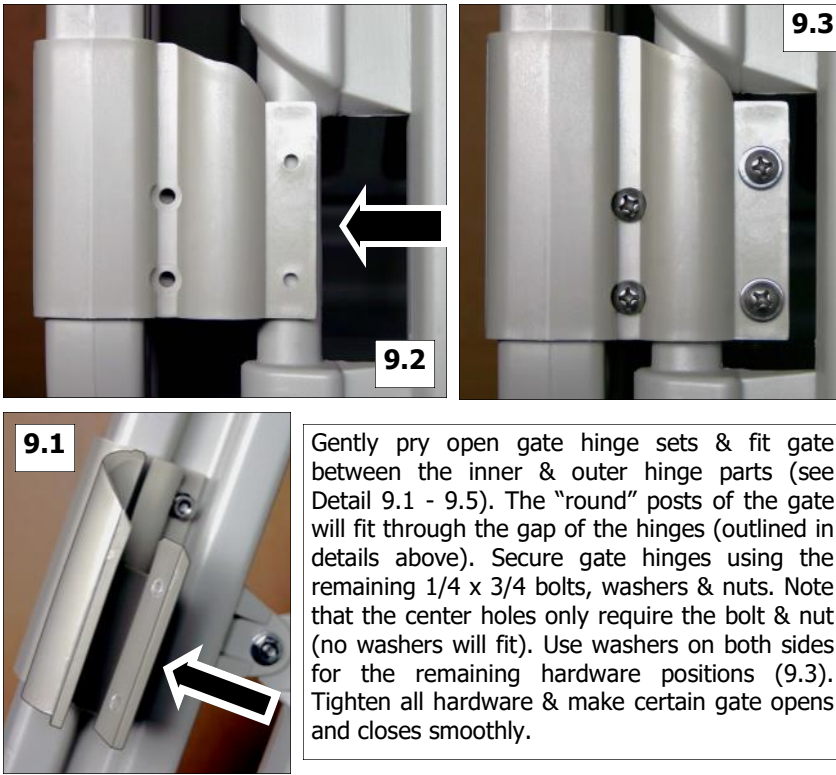 9.3
9.2
9.1
Gently pry open gate hinge sets & fit gate
between the inner & outer hinge parts (see
Detail 9.1 - 9.5). The “round” posts of the gate
will fit through the gap of the hinges (outlined in
details above). Secure gate hinges using the
remaining 1/4 x 3/4 bolts, washers & nuts. Note
that the center holes only require the bolt & nut
(no washers will fit). Use washers on both sides
for the remaining hardware positions (9.3).
Tighten all hardware & make certain gate opens
and closes smoothly.